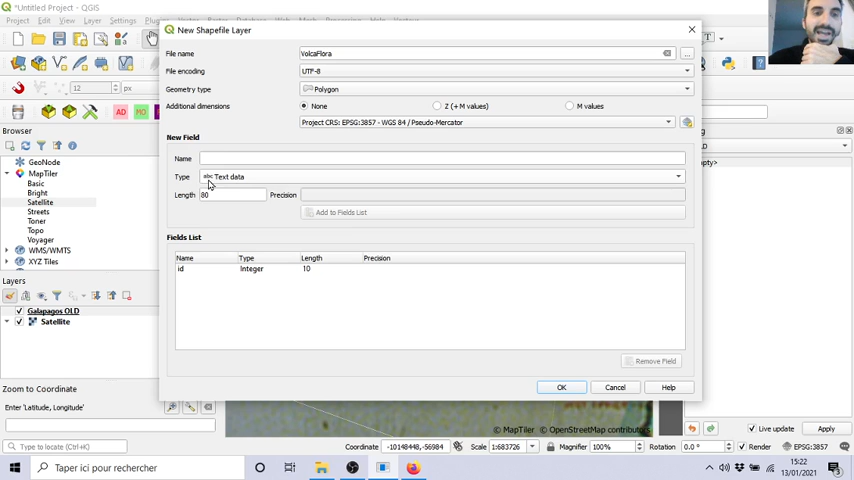 *Untitled Project — QGIS
Project Edit View Layer Settings
New Shapefile Layer
File name VolcaFlora ...
File encoding UTF-8
Geometry type Polygon
Additional dimensions None Z (+ M values) M values
Project CRS: EPSG:3857 - WGS 84 / Pseudo-Mercator
New Field
Name
Type abc Text data
Length 80 Precision
Add to Fields List
Fields List
Name Type Length Precision
id Integer 10
Remove Field
OK Cancel Help
12 px
AD MO
Browser
GeoNode
MapTiler
Basic
Bright
Satellite
Streets
Toner
Topo
Voyager
WMS/WMTS
XYZ Tiles
Layers
Galapagos OLD
Satellite
Zoom to Coordinate
Enter 'Latitude, Longitude'
© MapTiler © OpenStreetMap contributors
Live update Apply
Type to locate (Ctrl+K) Coordinate -10148448,-56984 Scale 1:683726 Magnifier 100% Rotation 0.0 ° Render EPSG:3857
Taper ici pour rechercher
15:22
13/01/2021
3